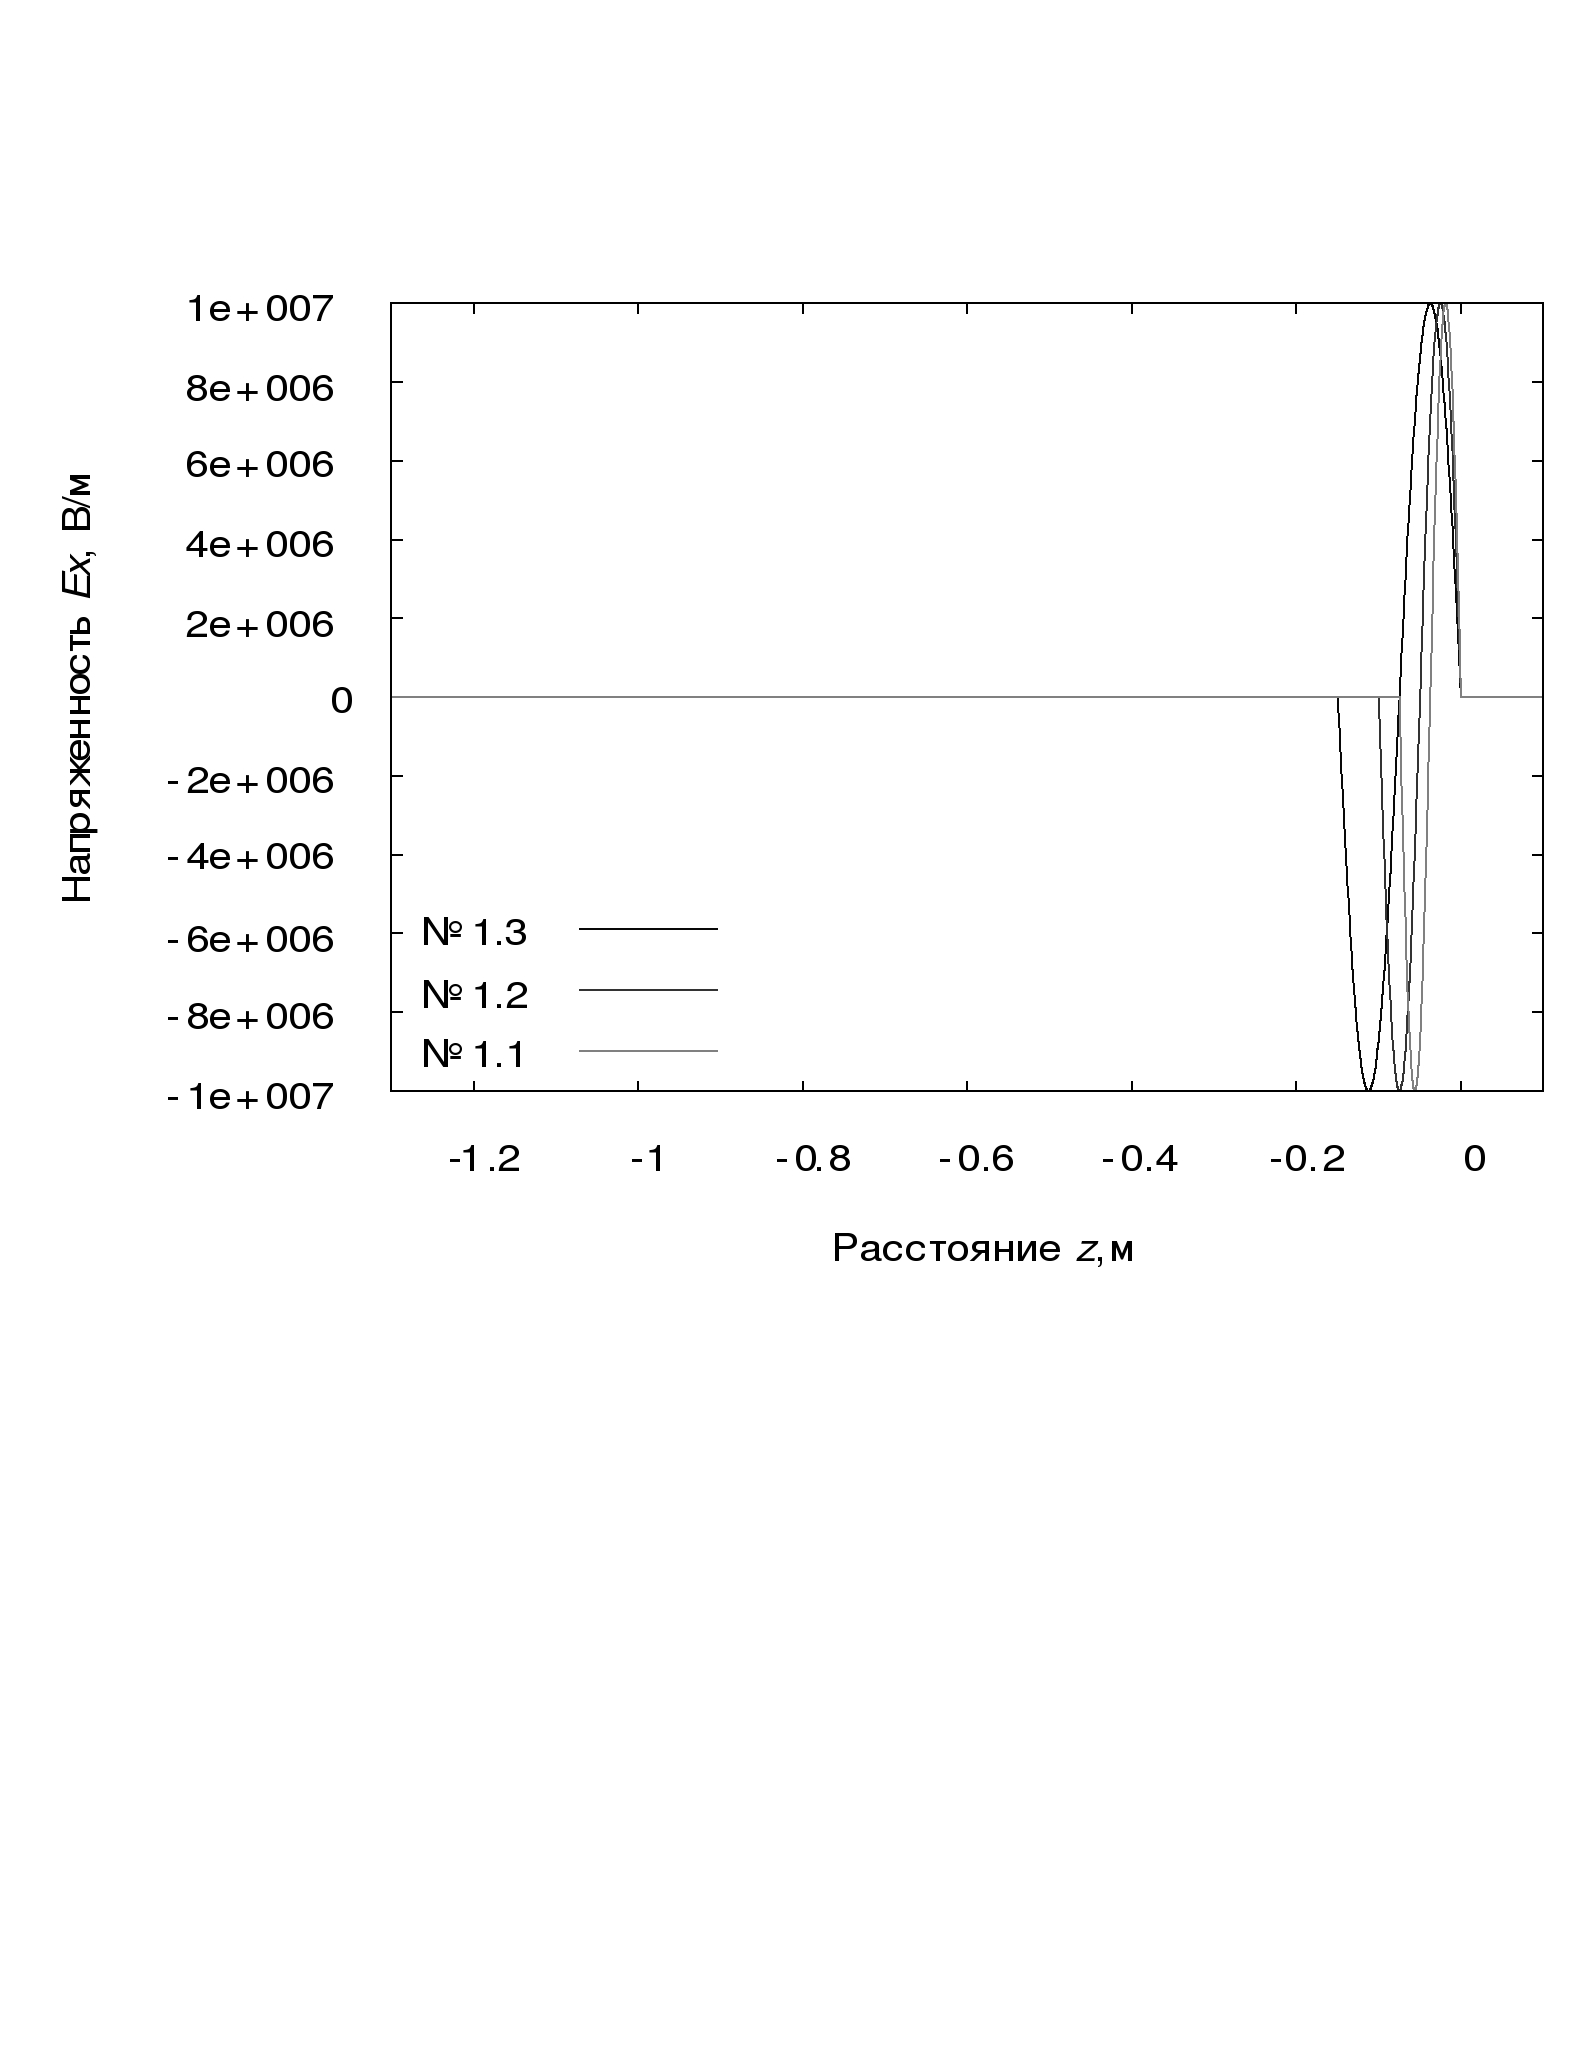 1e+007
8e+006
6e+006
4e+006
2e+006
0
-2e+006
-4e+006
-6e+006
-8e+006
-1e+007
Напряженность Ex, В/м
№ 1.3
№ 1.2
№ 1.1
-1.2 -1 -0.8 -0.6 -0.4 -0.2 0
Расстояние z, м